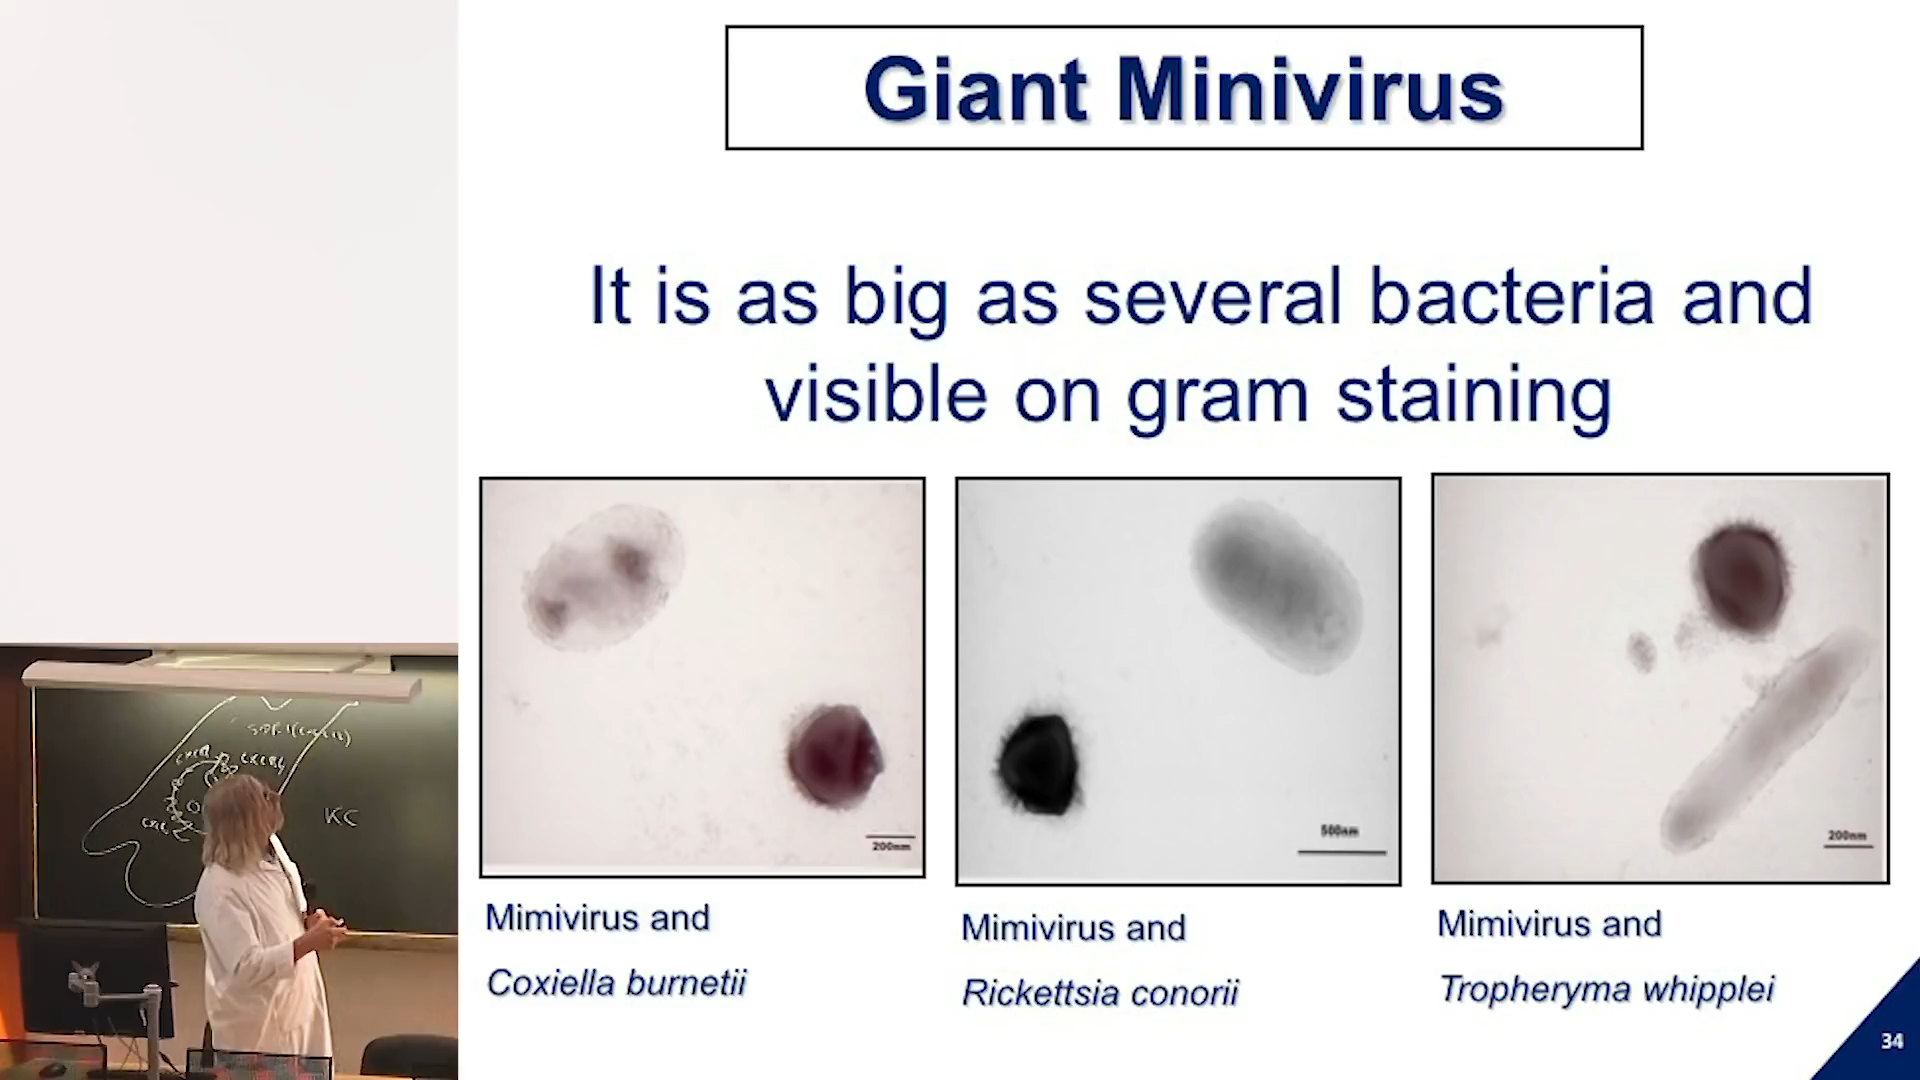 Giant Minivirus
It is as big as several bacteria and
visible on gram staining
200nm
500nm
200nm
Mimivirus and
Coxiella burnetii
Mimivirus and
Rickettsia conorii
Mimivirus and
Tropheryma whipplei
34
KC